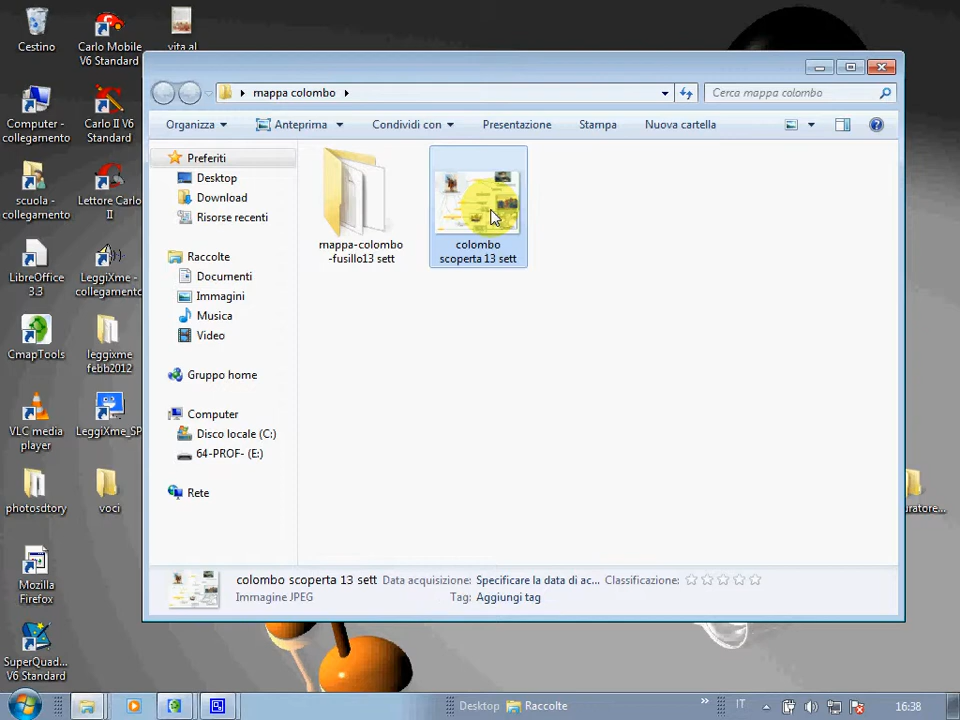 Cestino
Carlo Mobile
V6 Standard
vita al
Computer -
collegamento
Carlo II V6
Standard
scuola -
collegamento
Lettore Carlo
II
LibreOffice
3.3
LeggiXme -
collegamento
CmapTools
leggixme
febb2012
VLC media
player
LeggiXme_SP
photosdtory
voci
Mozilla
Firefox
SuperQuad...
V6 Standard
mappa colombo
Cerca mappa colombo
Organizza
Anteprima
Condividi con
Presentazione
Stampa
Nuova cartella
Preferiti
Desktop
Download
Risorse recenti
Raccolte
Documenti
Immagini
Musica
Video
Gruppo home
Computer
Disco locale (C:)
64-PROF- (E:)
Rete
mappa-colombo
-fusillo13 sett
colombo
scoperta 13 sett
colombo scoperta 13 sett
Data acquisizione: Specificare la data di ac...
Classificazione:
Immagine JPEG
Tag: Aggiungi tag
uratore...
Desktop
Raccolte
»
IT
16:38